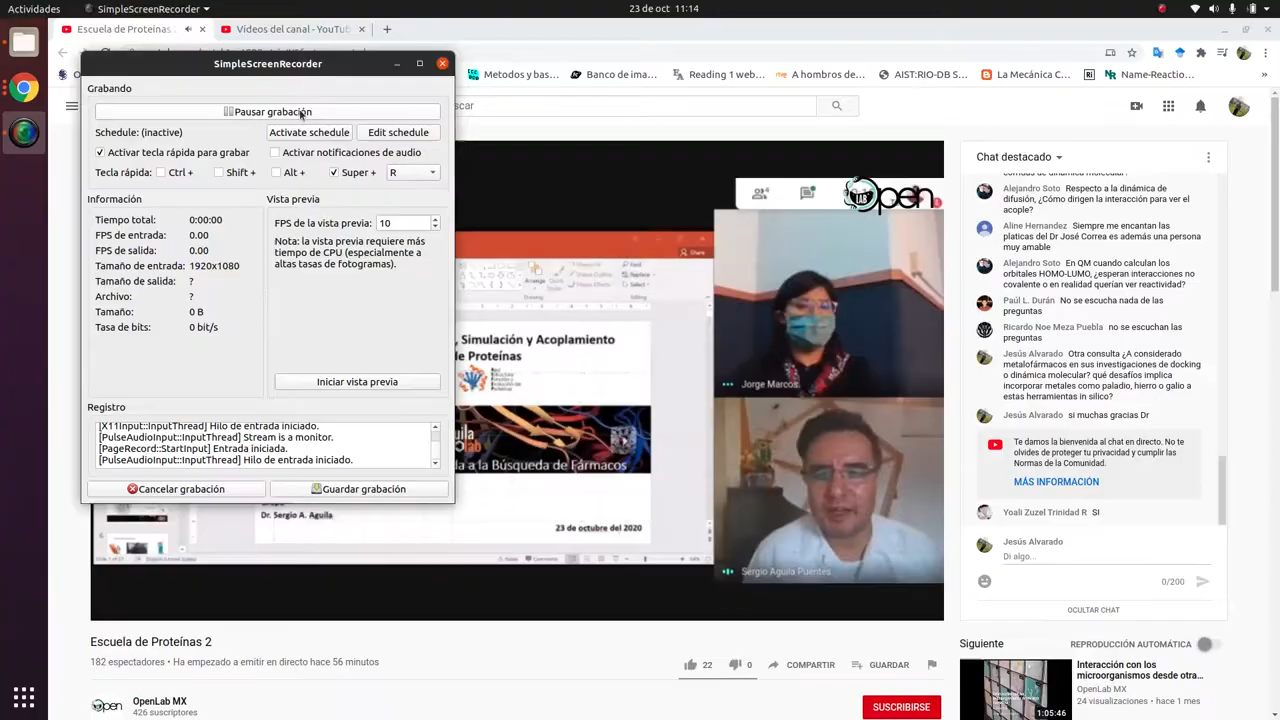 Actividades
SimpleScreenRecorder
23 de oct 11:14
Escuela de Proteínas
Videos del canal - YouTu
SimpleScreenRecorder
Metodos y bas…
Banco de ima…
Reading 1 web…
A hombros de…
AIST:RIO-DB S…
La Mecánica C…
Name-Reactio…
Grabando
Pausar grabación
Schedule: (inactive)
Activate schedule
Edit schedule
Activar tecla rápida para grabar
Activar notificaciones de audio
Tecla rápida:
Ctrl +
Shift +
Alt +
Super +
R
Información
Tiempo total: 0:00:00
FPS de entrada: 0.00
FPS de salida: 0.00
Tamaño de entrada: 1920x1080
Tamaño de salida: ?
Archivo: ?
Tamaño: 0 B
Tasa de bits: 0 bit/s
Vista previa
FPS de la vista previa: 10
Nota: la vista previa requiere más
tiempo de CPU (especialmente a
altas tasas de fotogramas).
Iniciar vista previa
Registro
[X11Input::InputThread] Hilo de entrada iniciado.
[PulseAudioInput::InputThread] Stream is a monitor.
[PageRecord::StartInput] Entrada iniciada.
[PulseAudioInput::InputThread] Hilo de entrada iniciado.
Cancelar grabación
Guardar grabación
scar
Open
LAB
Share
Arrange
, Simulación y Acoplamiento
de Proteínas
la a la Búsqueda de Fármacos
Dr. Sergio A. Aguila
23 de octubre del 2020
Jorge Marcos
Sergio Aguila Puentes
Chat destacado
Alejandro Soto Respecto a la dinámica de
difusión, ¿Cómo dirigen la interacción para ver el
acople?
Aline Hernandez Siempre me encantan las
platicas del Dr José Correa es además una persona
muy amable
Alejandro Soto En QM cuando calculan los
orbitales HOMO-LUMO, ¿esperan interacciones no
covalente o en realidad querían ver reactividad?
Paúl L. Durán No se escucha nada de las
preguntas
Ricardo Noe Meza Puebla no se escuchan las
preguntas
Jesús Alvarado Otra consulta ¿A considerado
metalofármacos en sus investigaciones de docking
o dinámica molecular? qué desafíos implica
incorporar metales como paladio, hierro o galio a
estas herramientas in silico?
Jesús Alvarado si muchas gracias Dr
Te damos la bienvenida al chat en directo. No te
olvides de proteger tu privacidad y cumplir las
Normas de la Comunidad.
MÁS INFORMACIÓN
Yoali Zuzel Trinidad R SI
Jesús Alvarado
Di algo...
0/200
OCULTAR CHAT
Escuela de Proteínas 2
182 espectadores • Ha empezado a emitir en directo hace 56 minutos
22
0
COMPARTIR
GUARDAR
Open
OpenLab MX
426 suscriptores
SUSCRIBIRSE
Siguiente
REPRODUCCIÓN AUTOMÁTICA
Interacción con los
microorganismos desde otra...
OpenLab MX
24 visualizaciones • hace 1 mes
1:05:46